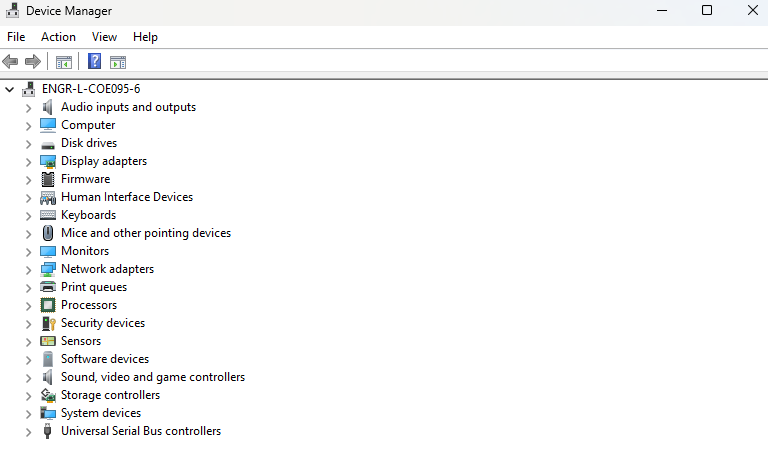 Device Manager
File Action View Help
ENGR-L-COE095-6
Audio inputs and outputs
Computer
Disk drives
Display adapters
Firmware
Human Interface Devices
Keyboards
Mice and other pointing devices
Monitors
Network adapters
Print queues
Processors
Security devices
Sensors
Software devices
Sound, video and game controllers
Storage controllers
System devices
Universal Serial Bus controllers